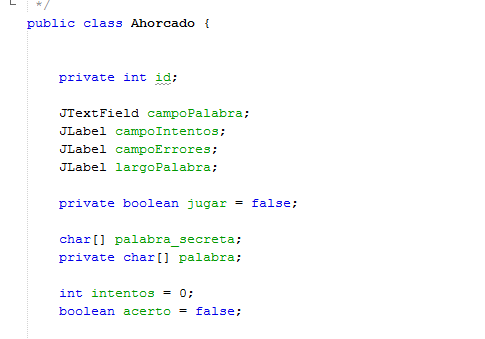 */
public class Ahorcado {
private int id;
JTextField campoPalabra;
JLabel campoIntentos;
JLabel campoErrores;
JLabel largoPalabra;
private boolean jugar = false;
char[] palabra_secreta;
private char[] palabra;
int intentos = 0;
boolean acerto = false;